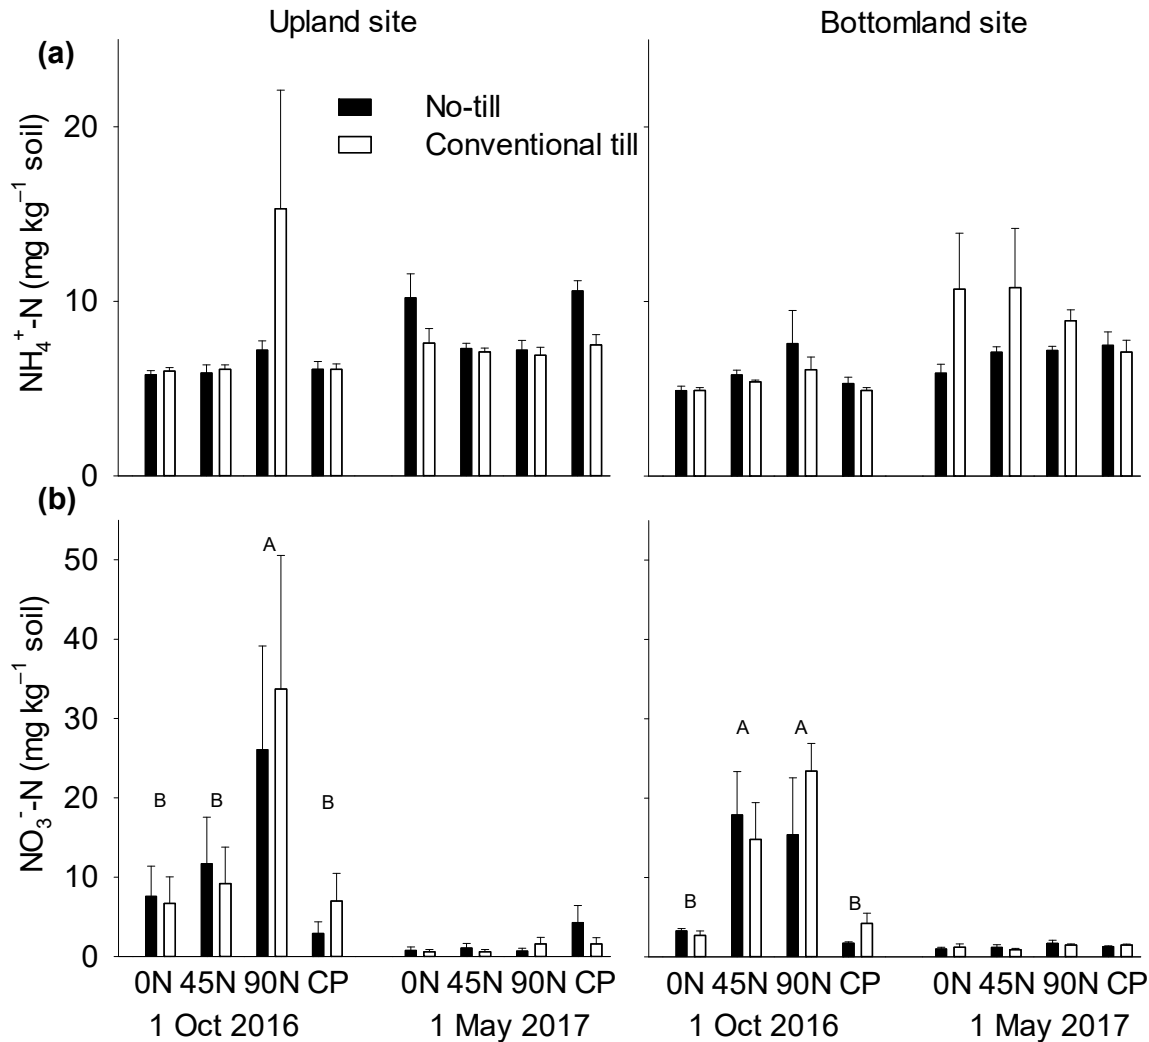 Upland site
Bottomland site
(a)
No-till
Conventional till
NH₄⁺-N (mg kg⁻¹ soil)
20
10
0
(b)
NO₃⁻-N (mg kg⁻¹ soil)
50
40
30
20
10
0
B
B
A
B
B
A
A
B
0N 45N 90N CP
0N 45N 90N CP
0N 45N 90N CP
0N 45N 90N CP
1 Oct 2016
1 May 2017
1 Oct 2016
1 May 2017